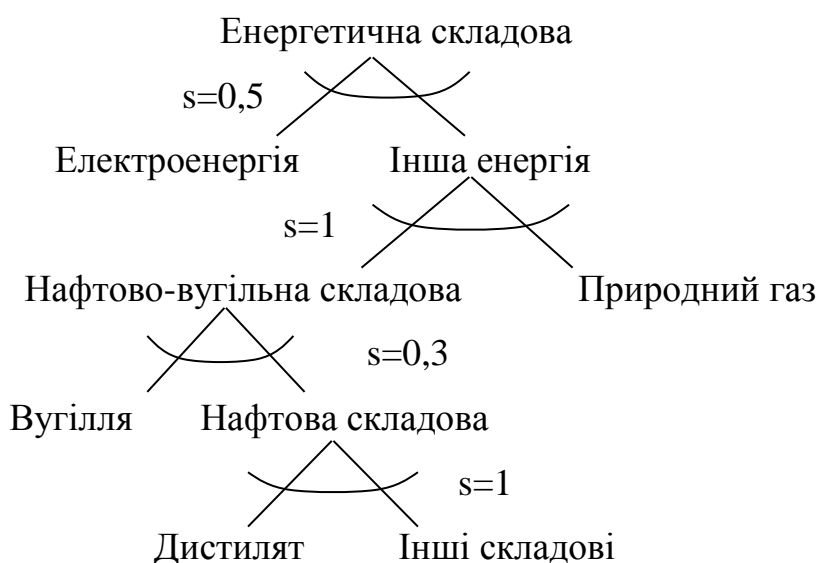 Енергетична складова
s=0,5
Електроенергія Інша енергія
s=1
Нафтово-вугільна складова Природний газ
s=0,3
Вугілля Нафтова складова
s=1
Дистилят Інші складові